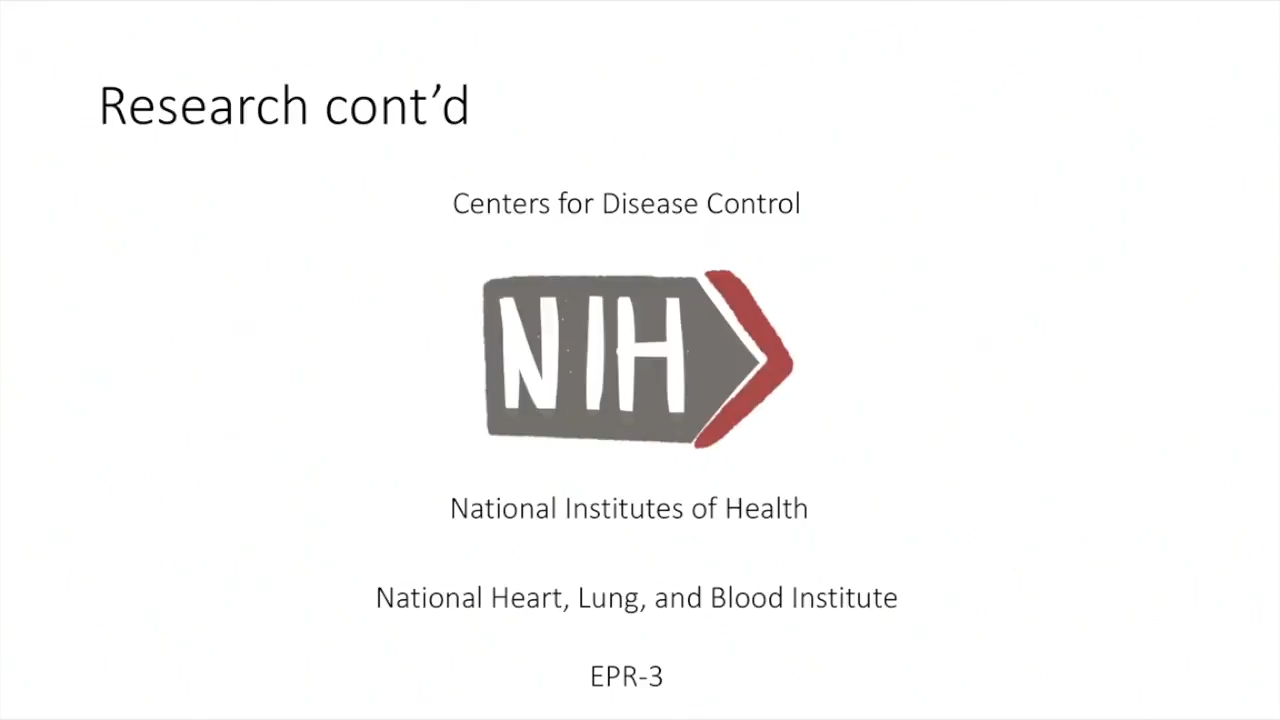 Research cont’d
Centers for Disease Control
NIH
National Institutes of Health
National Heart, Lung, and Blood Institute
EPR-3